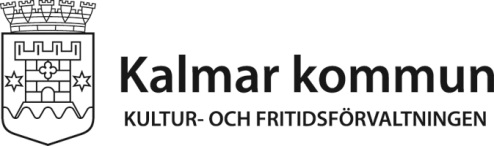 Kalmar kommun
KULTUR- OCH FRITIDSFÖRVALTNINGEN